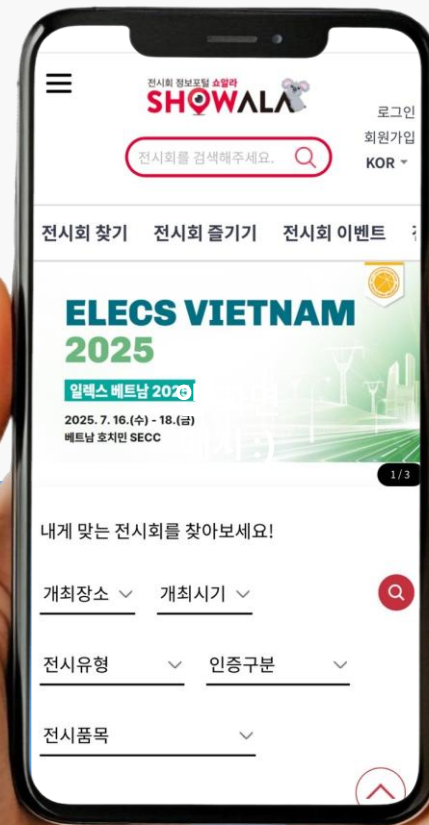 전시회 정보포털 쇼알라
SHOWALA
로그인
회원가입
KOR
전시회를 검색해주세요.
전시회 찾기 전시회 즐기기 전시회 이벤트
ELECS VIETNAM
2025
일렉스 베트남 202
2025. 7. 16.(수) - 18.(금)
베트남 호치민 SECC
1/3
내게 맞는 전시회를 찾아보세요!
개최장소 개최시기
전시유형 인증구분
전시품목